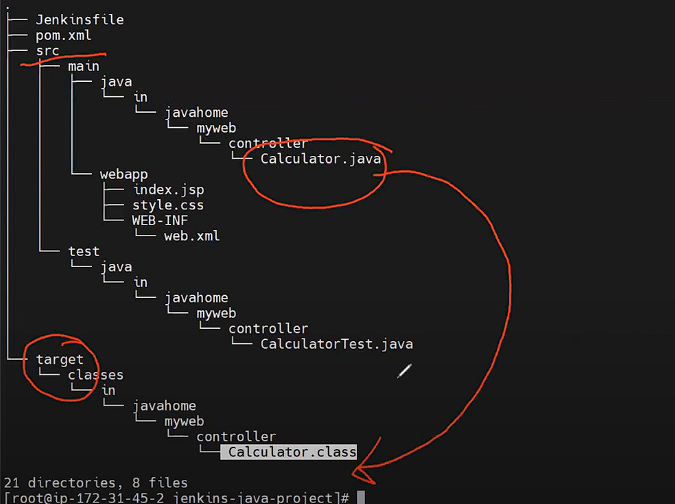 .
├── Jenkinsfile
├── pom.xml
├── src
│   ├── main
│   │   ├── java
│   │   │   └── in
│   │   │       └── javahome
│   │   │           └── myweb
│   │   │               └── controller
│   │   │                   └── Calculator.java
│   │   └── webapp
│   │       ├── index.jsp
│   │       ├── style.css
│   │       └── WEB-INF
│   │           └── web.xml
│   └── test
│       └── java
│           └── in
│               └── javahome
│                   └── myweb
│                       └── controller
│                           └── CalculatorTest.java
└── target
    └── classes
        └── in
            └── javahome
                └── myweb
                    └── controller
                        └── Calculator.class
21 directories, 8 files
[root@ip-172-31-45-2 jenkins-java-project]#